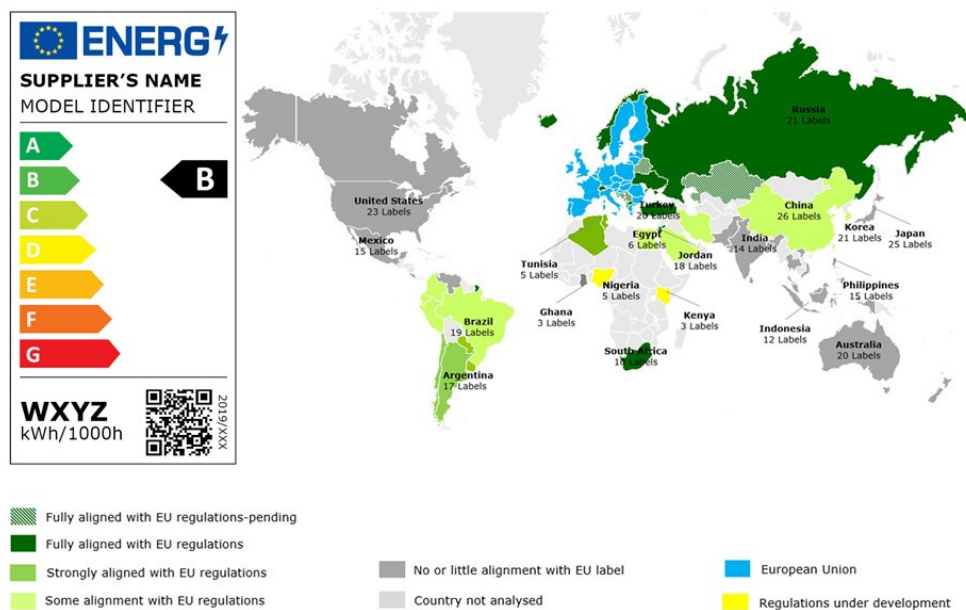 ENERG
SUPPLIER'S NAME
MODEL IDENTIFIER
A
B
B
C
D
E
F
G
WXYZ
kWh/1000h
2019/XXX
Russia
21 Labels
United States
23 Labels
Mexico
15 Labels
Turkey
20 Labels
China
26 Labels
Korea
21 Labels
Japan
25 Labels
Egypt
6 Labels
India
14 Labels
Jordan
18 Labels
Tunisia
5 Labels
Nigeria
5 Labels
Ghana
3 Labels
Kenya
3 Labels
Philippines
15 Labels
Indonesia
12 Labels
Brazil
19 Labels
Argentina
17 Labels
South Africa
10 Labels
Australia
20 Labels
Fully aligned with EU regulations-pending
Fully aligned with EU regulations
Strongly aligned with EU regulations
Some alignment with EU regulations
No or little alignment with EU label
Country not analysed
European Union
Regulations under development